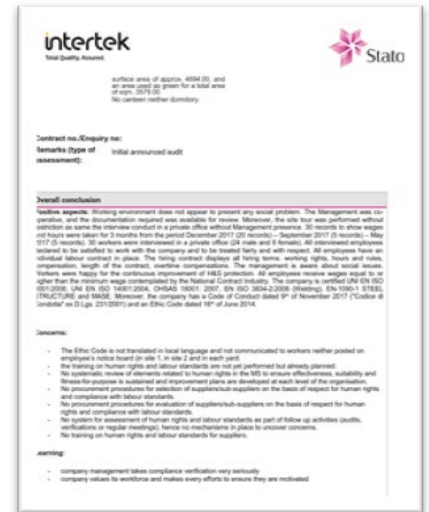 intertek
Total Quality. Assured.
Stato
surface area of approx. 4694.00, and
an area used as green for a total area
of sqm. 3579.00
No canteen neither dormitory.
Contract no./Enquiry no:
Remarks (type of
assessment):
Initial announced audit
Overall conclusion
Positive aspects: Working environment does not appear to present any social problem. The Management was co-
operative, and the documentation required was available for review. Moreover, the site tour was performed without
restriction as same the interview conduct in a private office without Management presence. 30 records to show wages
and hours were taken for 3 months from the period December 2017 (20 records) – September 2017 (5 records) – May
2017 (5 records). 30 workers were interviewed in a private office (24 male and 6 female). All interviewed employees
declared to be satisfied to work with the company and to be treated fairly and with respect. All employees have an
individual labour contract in place. The hiring contract displays all hiring terms: working rights, hours and rules,
compensation, length of the contract, overtime compensations. The management is aware about social issues.
Workers were happy for the continuous improvement of H&S protection. All employees receive wages equal to or
higher than the minimum wage contemplated by the National Contract Industry. The company is certified UNI EN ISO
9001:2008, UNI EN ISO 14001:2004, OHSAS 18001: 2007, EN ISO 3834-2:2006 (Welding), EN-1090-1 STEEL
STRUCTURE and MASE. Moreover, the company has a Code of Conduct dated 9th of November 2017 ("Codice di
Condotta" ex D.Lgs. 231/2001) and an Ethic Code dated 16th of June 2014.
Concerns:
- The Ethic Code is not translated in local language and not communicated to workers neither posted on
employee's notice board (in site 1, in site 2 and in each yard.
- the training on human rights and labour standards are not yet performed but already planned.
- No systematic review of elements related to human rights in the MS to ensure effectiveness, suitability and
fitness-for-purpose is sustained and improvement plans are developed at each level of the organisation.
- No procurement procedures for selection of suppliers/sub-suppliers on the basis of respect for human rights
and compliance with labour standards.
- No procurement procedures for evaluation of suppliers/sub-suppliers on the basis of respect for human
rights and compliance with labour standards.
- No system for assessment of human rights and labour standards as part of follow up activities (audits,
verifications or regular meetings), hence no mechanisms in place to uncover concerns.
- No training on human rights and labour standards for suppliers.
Learning:
- company management takes compliance verification very seriously
- company values its workforce and makes every efforts to ensure they are motivated